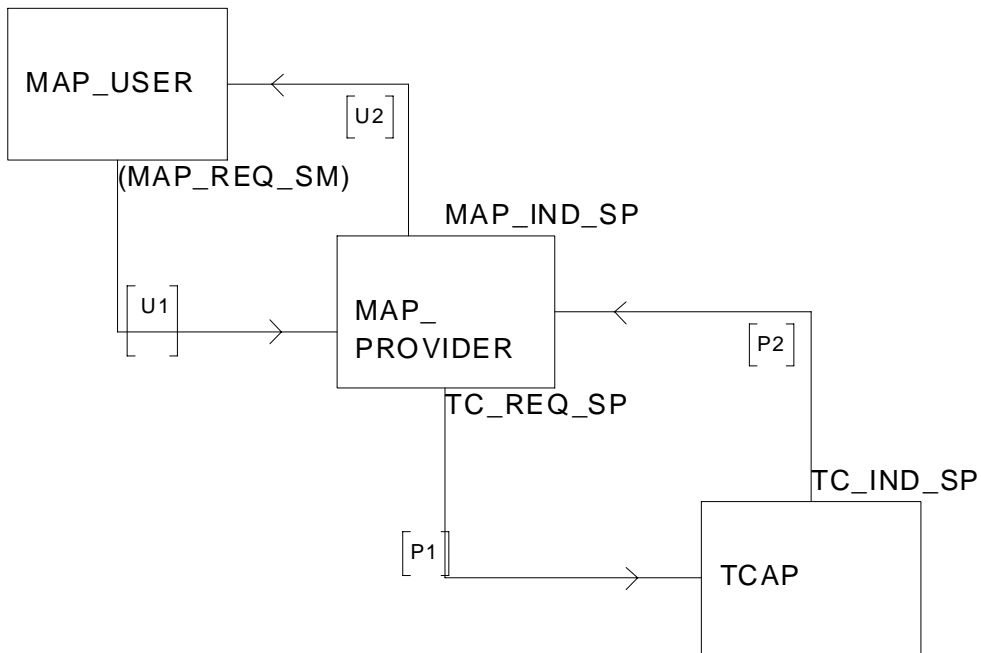 MAP_USER
[U2]
(MAP_REQ_SM)
MAP_IND_SP
[U1]
MAP_
PROVIDER
[P2]
TC_REQ_SP
TC_IND_SP
[P1]
TCAP